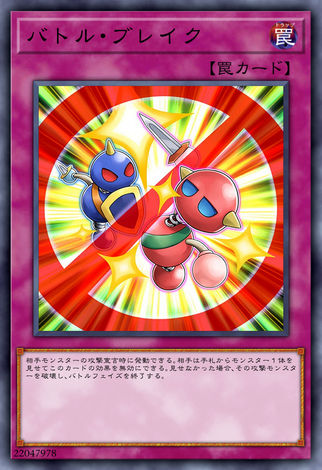 バトル・ブレイク
トラップ
罠
【罠カード】
相手モンスターの攻撃宣言時に発動できる。相手は手札からモンスター１体を
見せてこのカードの効果を無効にできる。見せなかった場合、その攻撃モンスタ
ーを破壊し、バトルフェイズを終了する。
22047978